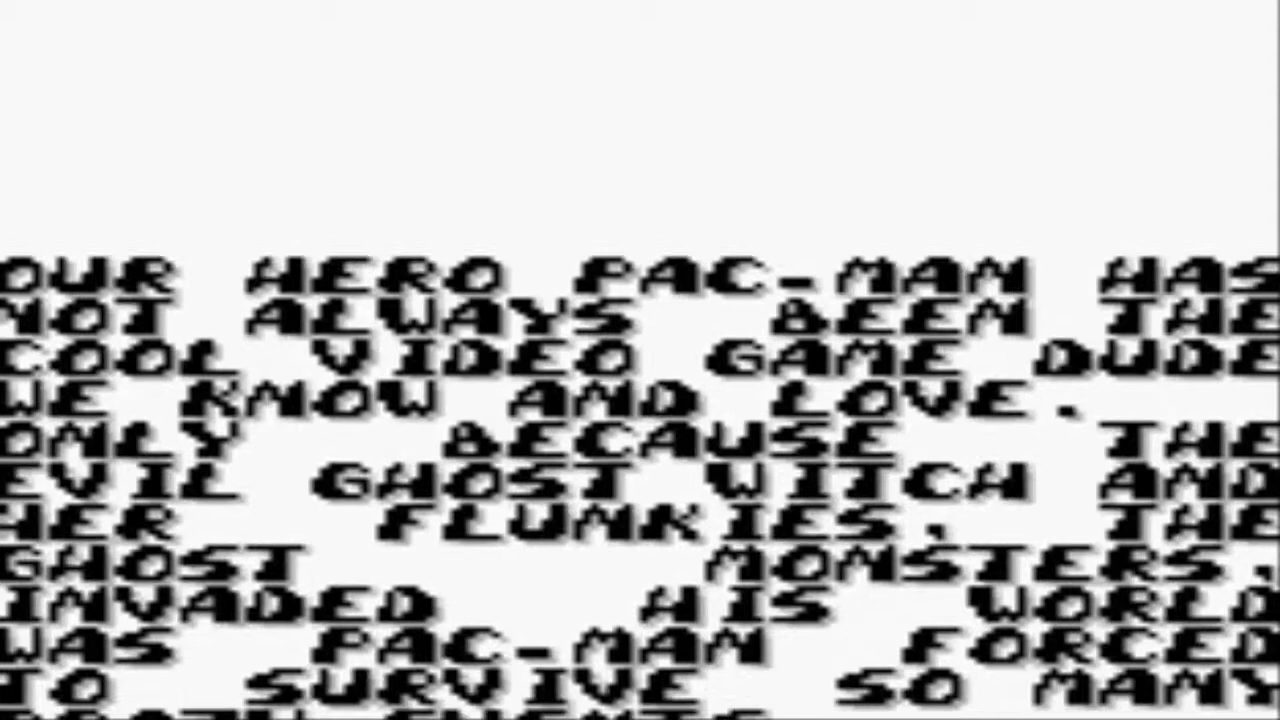 OUR HERO PAC-MAN HAS
NOT ALWAYS BEEN THE
COOL VIDEO GAME DUDE
WE KNOW AND LOVE.
ONLY BECAUSE THE
EVIL GHOST WITCH AND
HER FLUNKIES, THE
GHOST MONSTERS,
INVADED HIS WORLD
WAS PAC-MAN FORCED
TO SURVIVE SO MANY